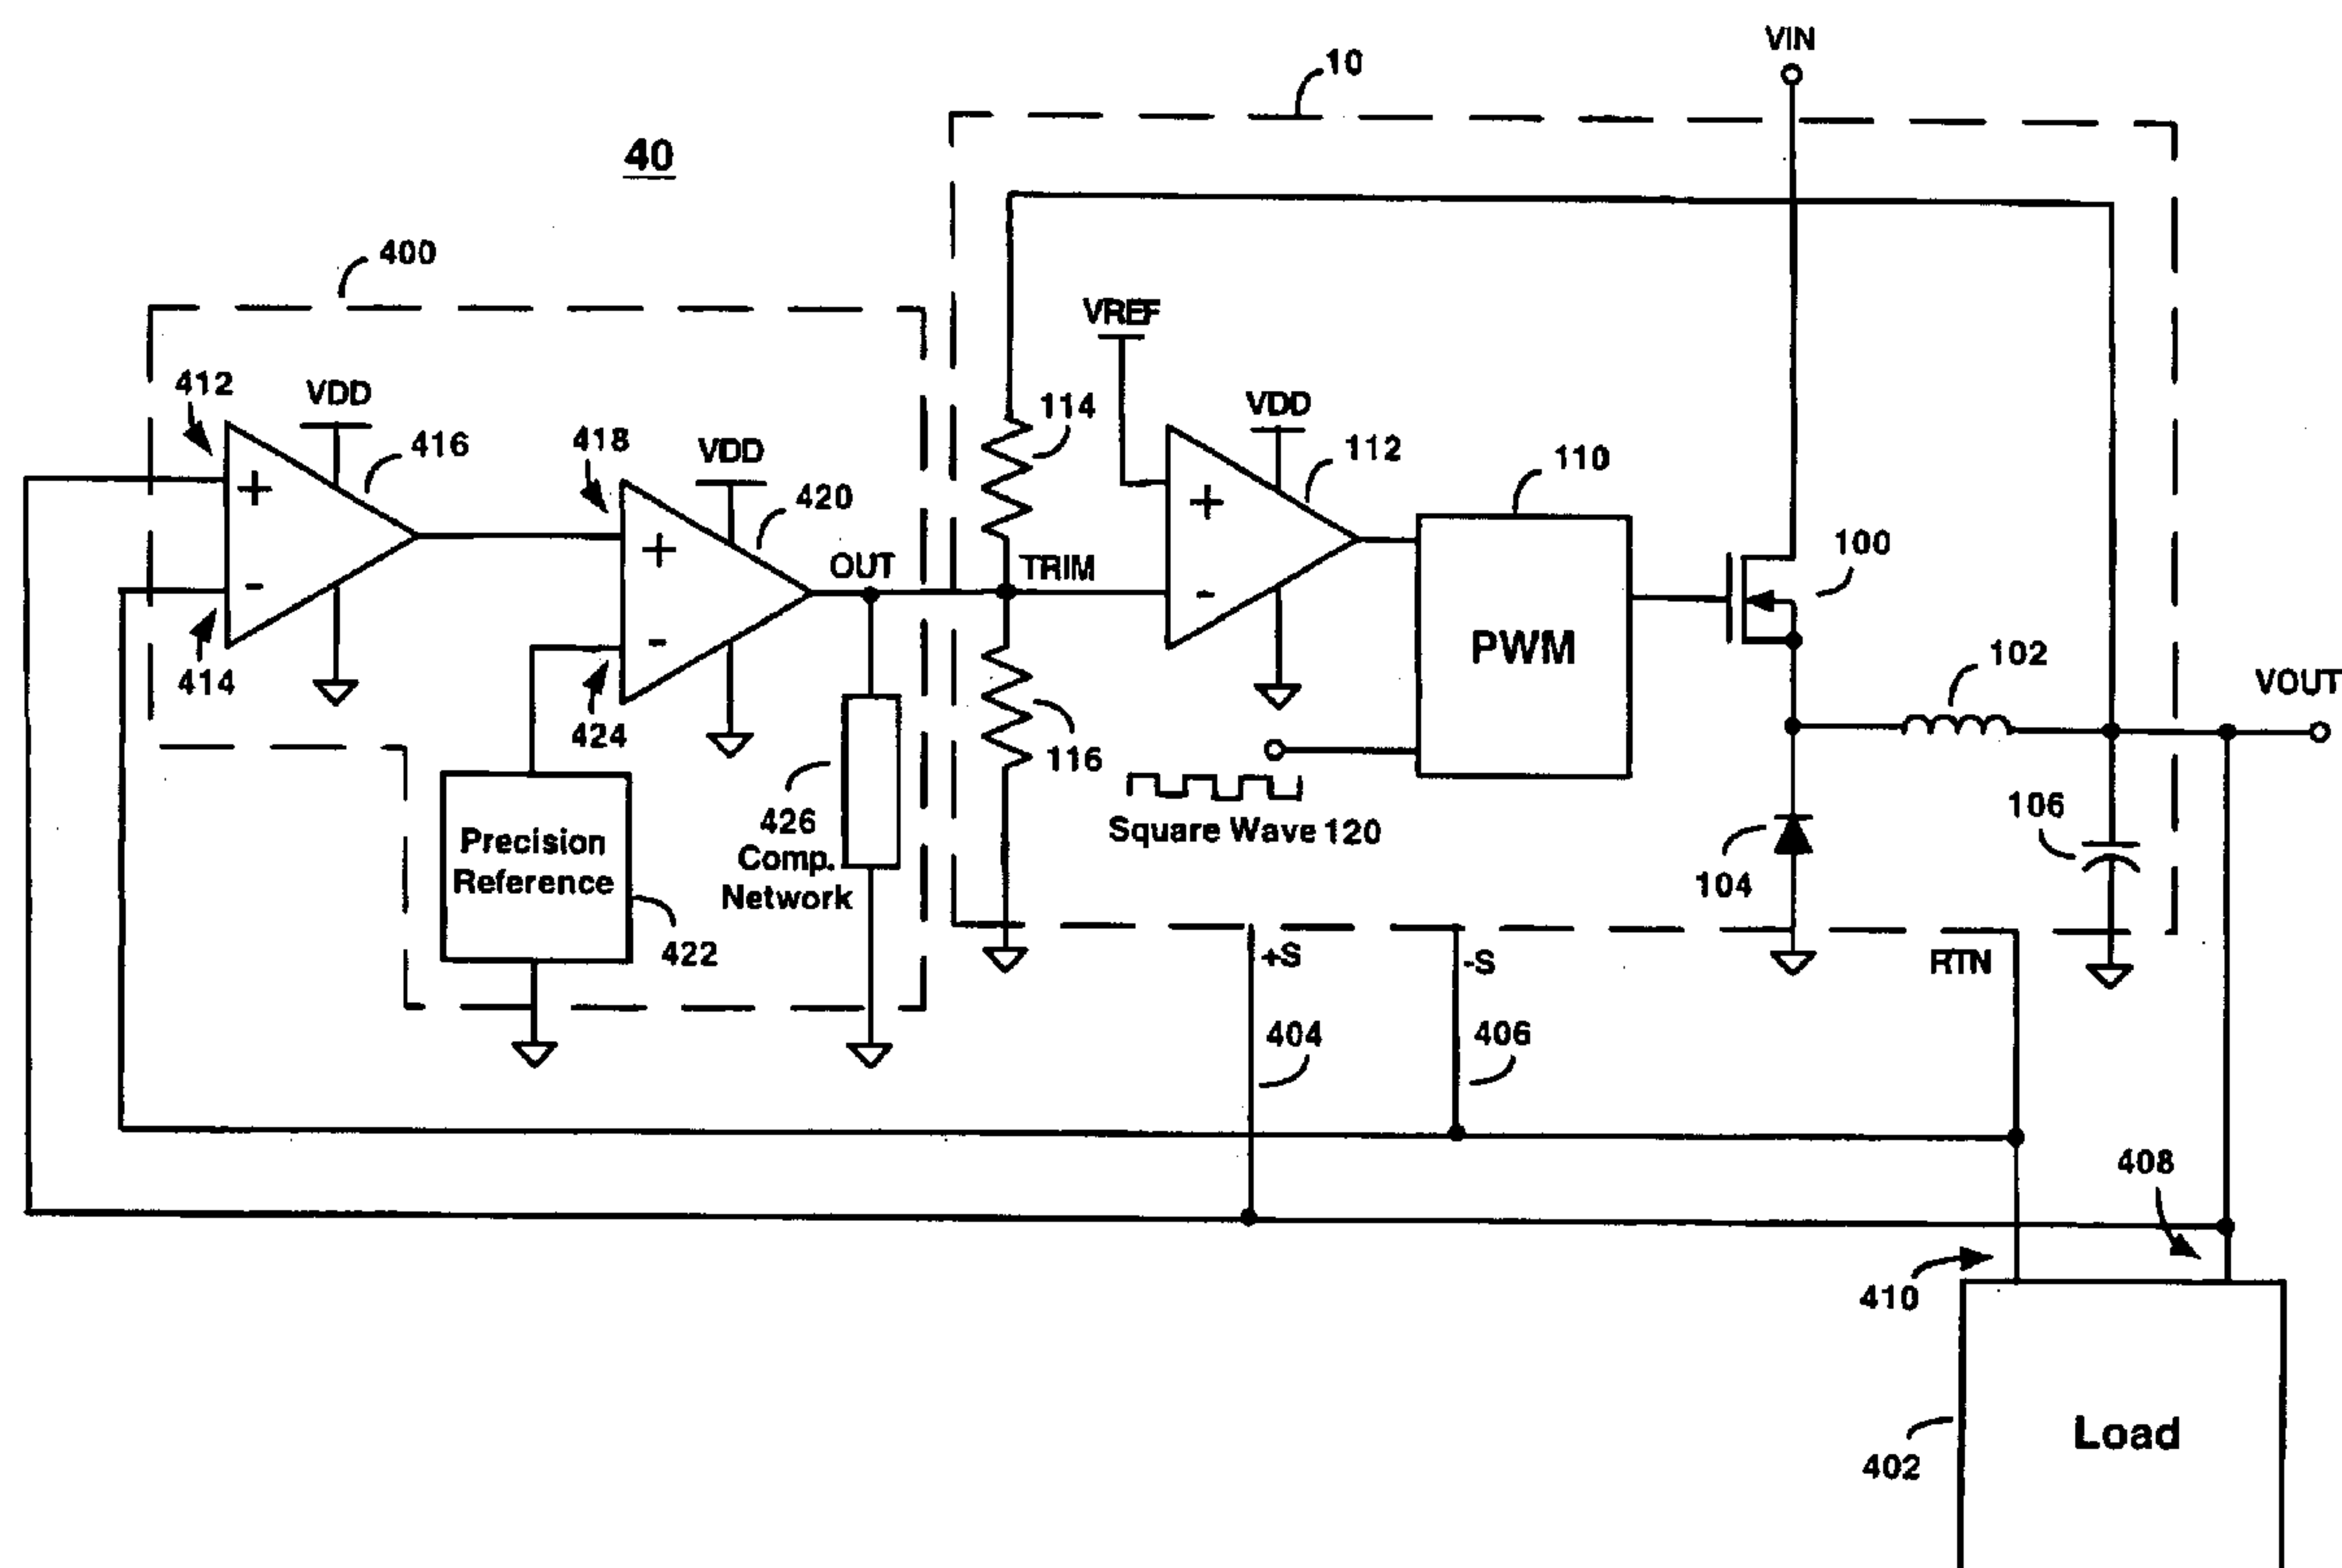 VIN
10
40
400
VREF
412
VDD
416
418
VDD
420
114
VDD
112
110
100
OUT
TRIM
PWM
102
VOUT
414
424
116
106
Precision
Reference
426
Comp.
Network
Square Wave 120
104
422
+S
-S
RTN
404
406
408
410
402
Load
+
-
+
-
+
-